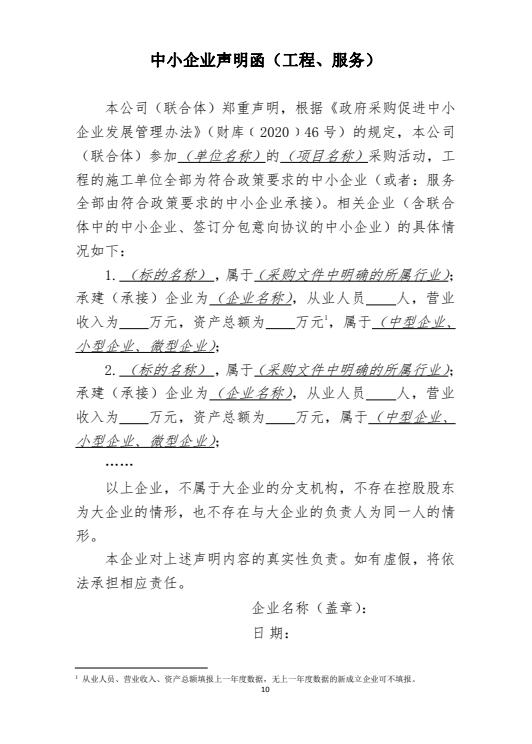 中小企业声明函（工程、服务）
本公司（联合体）郑重声明，根据《政府采购促进中小
企业发展管理办法》（财库﹝2020﹞46 号）的规定，本公司
（联合体）参加（单位名称）的（项目名称）采购活动，工
程的施工单位全部为符合政策要求的中小企业（或者：服务
全部由符合政策要求的中小企业承接）。相关企业（含联合
体中的中小企业、签订分包意向协议的中小企业）的具体情
况如下：
1. （标的名称） ，属于（采购文件中明确的所属行业）；
承建（承接）企业为（企业名称），从业人员____人，营业
收入为____万元，资产总额为____万元1，属于（中型企业、
小型企业、微型企业）；
2. （标的名称） ，属于（采购文件中明确的所属行业）；
承建（承接）企业为（企业名称），从业人员____人，营业
收入为____万元，资产总额为____万元，属于（中型企业、
小型企业、微型企业）；
……
以上企业，不属于大企业的分支机构，不存在控股股东
为大企业的情形，也不存在与大企业的负责人为同一人的情
形。
本企业对上述声明内容的真实性负责。如有虚假，将依
法承担相应责任。
企业名称（盖章）：
日 期：
1 从业人员、营业收入、资产总额填报上一年度数据，无上一年度数据的新成立企业可不填报。
10